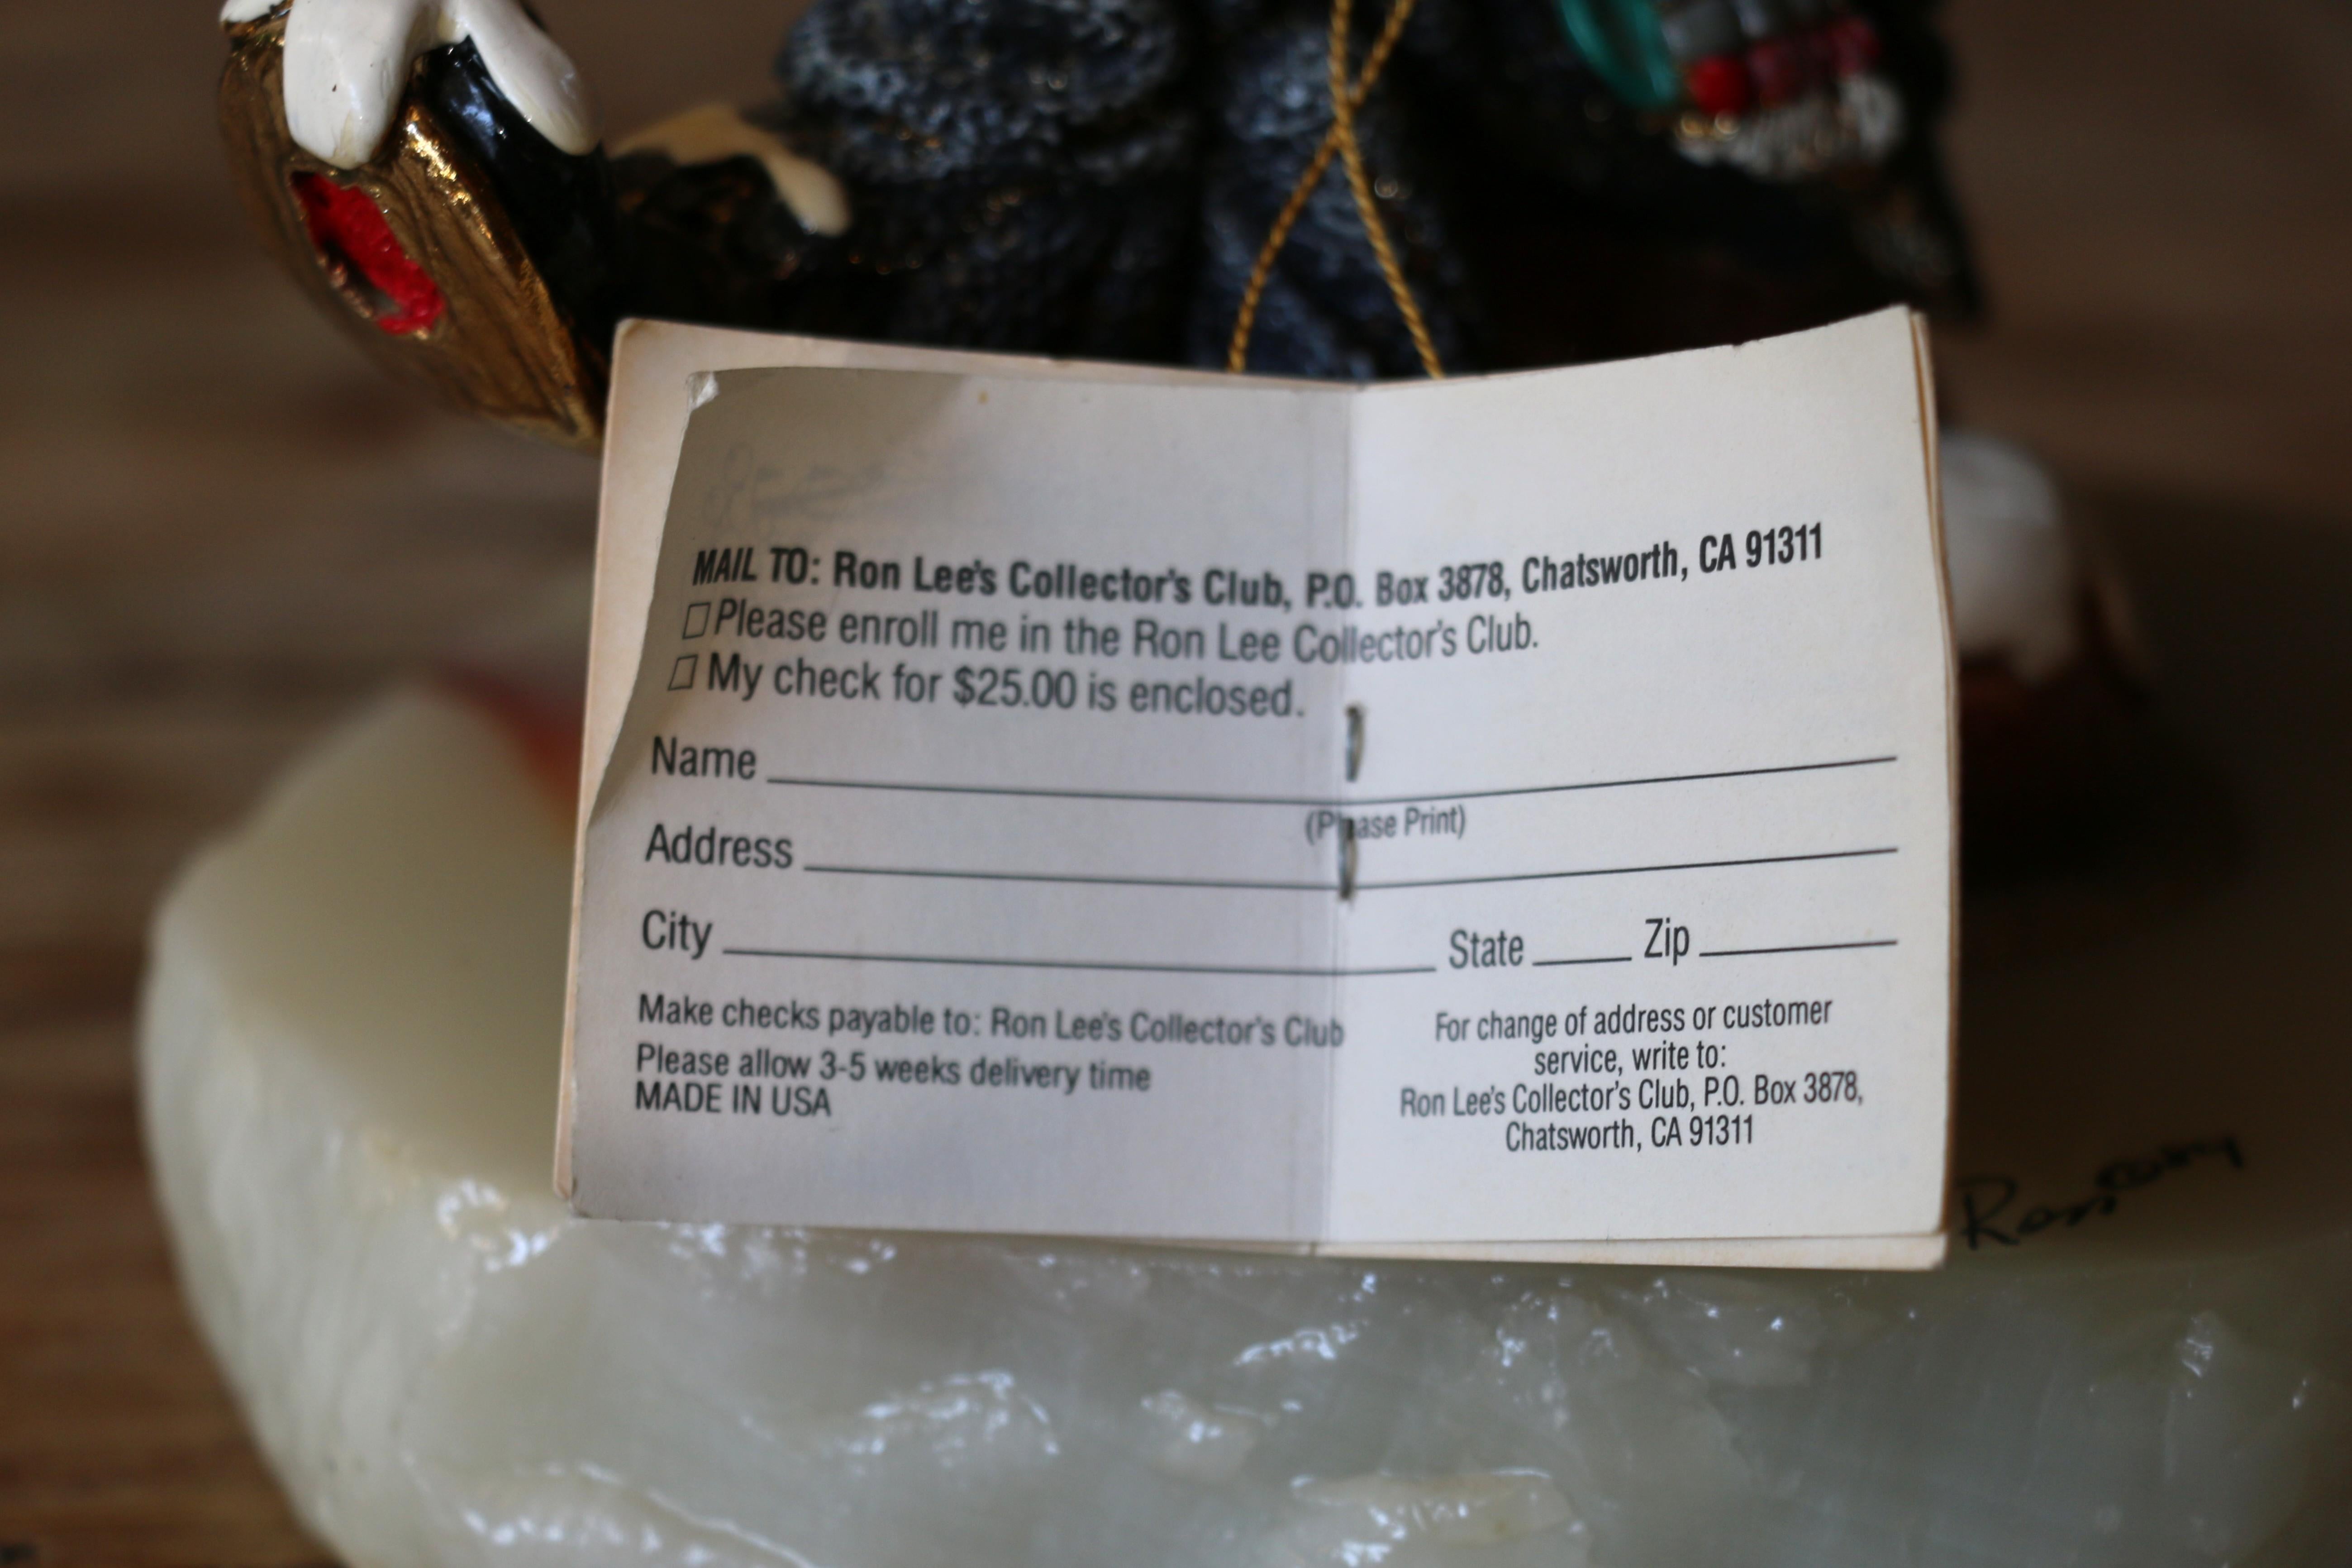 MAIL TO: Ron Lee's Collector's Club, P.O. Box 3878, Chatsworth, CA 91311
Please enroll me in the Ron Lee Collector's Club.
My check for $25.00 is enclosed.
Name
(Please Print)
Address
City State Zip
Make checks payable to: Ron Lee's Collector's Club
Please allow 3-5 weeks delivery time
MADE IN USA
For change of address or customer
service, write to:
Ron Lee's Collector's Club, P.O. Box 3878,
Chatsworth, CA 91311